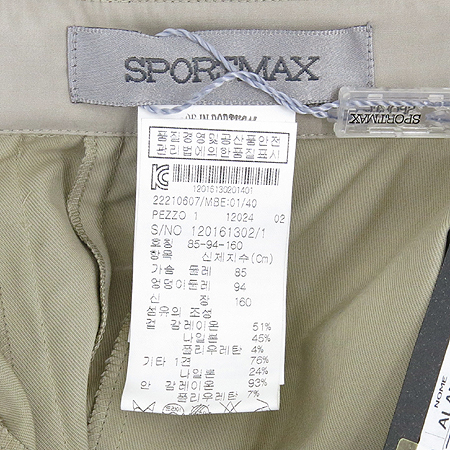 SPORTMAX
SPORTMAX
품질경영및공산품안전
관리법에의한품질표시
12015130201401
22210607/MBE:01/40
PEZZO 1 12024 02
S/NO 120161302/1
호칭 85-94-160
항목 신체치수(Cm)
가슴 둘레 85
엉덩이둘레 94
신 장 160
섬유의 조성
겉 감레이온 51%
나일론 45%
폴리우레탄 4%
기타 1견 76%
나일론 24%
안 감레이온 93%
폴리우레탄 7%
NOME